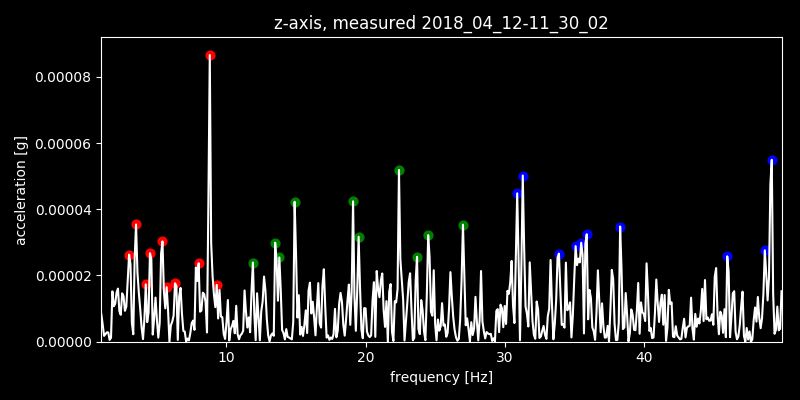 z-axis, measured 2018_04_12-11_30_02
0.00008
0.00006
0.00004
0.00002
0.00000
acceleration [g]
10 20 30 40
frequency [Hz]